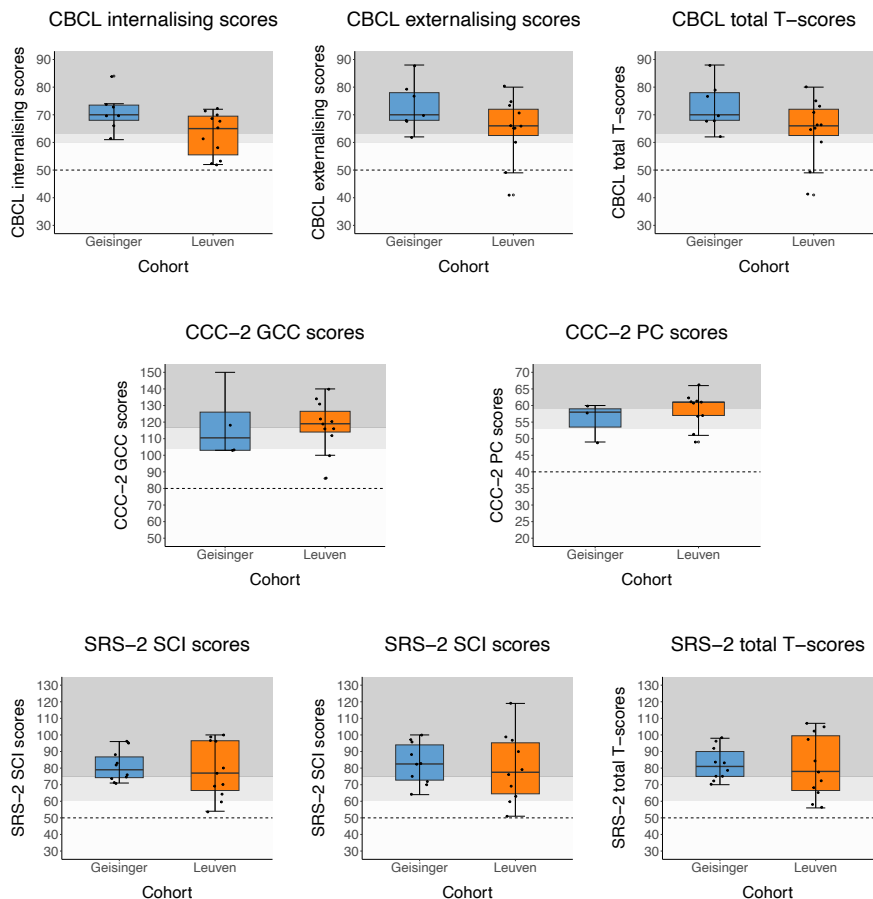 CBCL internalising scores
CBCL internalising scores
90
80
70
60
50
40
30
Geisinger Leuven
Cohort
CBCL externalising scores
CBCL externalising scores
90
80
70
60
50
40
30
Geisinger Leuven
Cohort
CBCL total T−scores
CBCL total T−scores
90
80
70
60
50
40
30
Geisinger Leuven
Cohort
CCC−2 GCC scores
CCC−2 GCC scores
150
140
130
120
110
100
90
80
70
60
50
Geisinger Leuven
Cohort
CCC−2 PC scores
CCC−2 PC scores
70
65
60
55
50
45
40
35
30
25
20
Geisinger Leuven
Cohort
SRS−2 SCI scores
SRS−2 SCI scores
130
120
110
100
90
80
70
60
50
40
30
Geisinger Leuven
Cohort
SRS−2 SCI scores
SRS−2 SCI scores
130
120
110
100
90
80
70
60
50
40
30
Geisinger Leuven
Cohort
SRS−2 total T−scores
SRS−2 total T−scores
130
120
110
100
90
80
70
60
50
40
30
Geisinger Leuven
Cohort